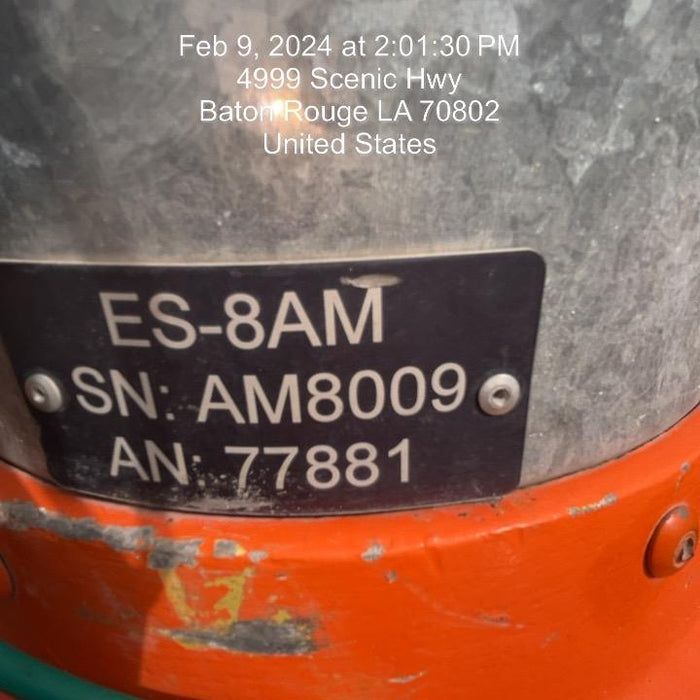 Feb 9, 2024 at 2:01:30 PM
4999 Scenic Hwy
Baton Rouge LA 70802
United States
ES-8AM
SN: AM8009
AN: 77881